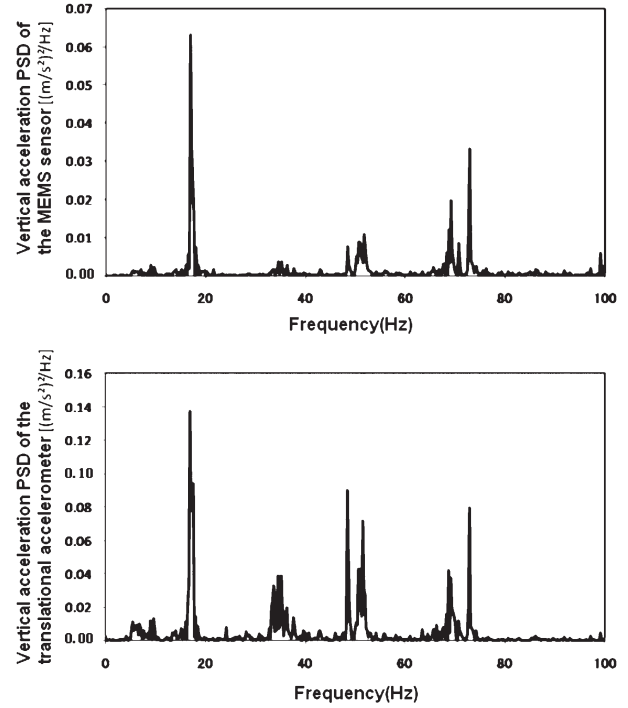 Vertical acceleration PSD of
the MEMS sensor [(m/s²)²/Hz]
0.07
0.06
0.05
0.04
0.03
0.02
0.01
0.00
0 20 40 60 80 100
Frequency(Hz)
Vertical acceleration PSD of the
translational accelerometer [(m/s²)²/Hz]
0.16
0.14
0.12
0.10
0.08
0.06
0.04
0.02
0.00
0 20 40 60 80 100
Frequency(Hz)